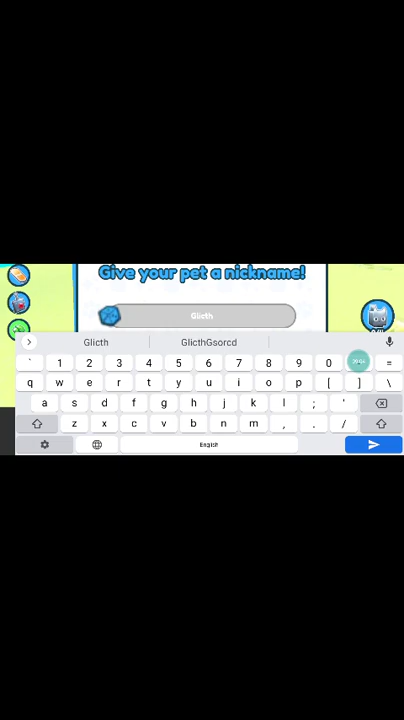 Give your pet a nickname!
Glicth
Glicth GlicthGsorcd
` 1 2 3 4 5 6 7 8 9 0 =
q w e r t y u i o p [ ] \
a s d f g h j k l ; '
z x c v b n m , . /
English